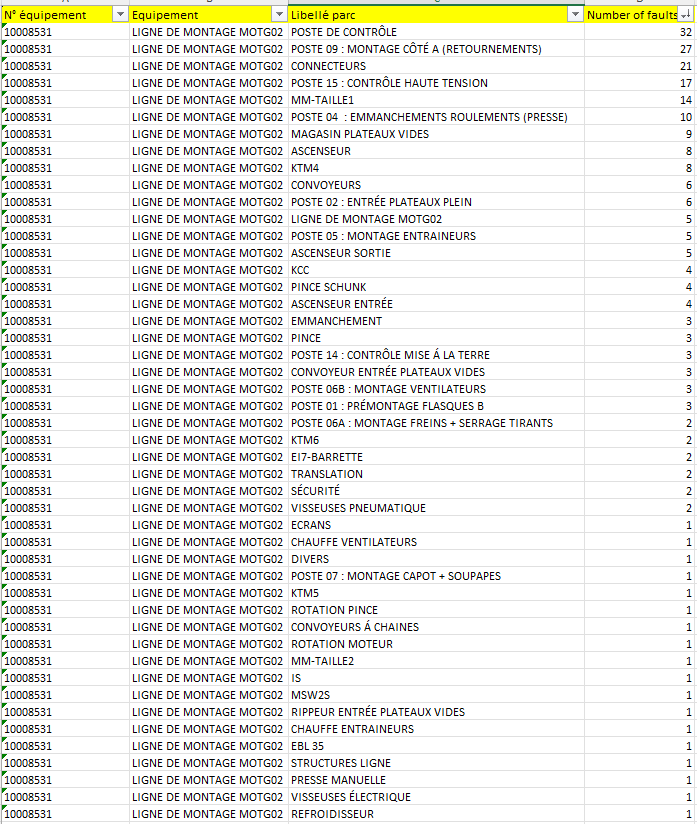 N° équipement Equipement Libellé parc Number of faults
10008531 LIGNE DE MONTAGE MOTG02 POSTE DE CONTRÔLE 32
10008531 LIGNE DE MONTAGE MOTG02 POSTE 09 : MONTAGE CÔTÉ A (RETOURNEMENTS) 27
10008531 LIGNE DE MONTAGE MOTG02 CONNECTEURS 21
10008531 LIGNE DE MONTAGE MOTG02 POSTE 15 : CONTRÔLE HAUTE TENSION 17
10008531 LIGNE DE MONTAGE MOTG02 MM-TAILLE1 14
10008531 LIGNE DE MONTAGE MOTG02 POSTE 04  : EMMANCHEMENTS ROULEMENTS (PRESSE) 10
10008531 LIGNE DE MONTAGE MOTG02 MAGASIN PLATEAUX VIDES 9
10008531 LIGNE DE MONTAGE MOTG02 ASCENSEUR 8
10008531 LIGNE DE MONTAGE MOTG02 KTM4 8
10008531 LIGNE DE MONTAGE MOTG02 CONVOYEURS 6
10008531 LIGNE DE MONTAGE MOTG02 POSTE 02 : ENTRÉE PLATEAUX PLEIN 6
10008531 LIGNE DE MONTAGE MOTG02 LIGNE DE MONTAGE MOTG02 5
10008531 LIGNE DE MONTAGE MOTG02 POSTE 05 : MONTAGE ENTRAINEURS 5
10008531 LIGNE DE MONTAGE MOTG02 ASCENSEUR SORTIE 5
10008531 LIGNE DE MONTAGE MOTG02 KCC 4
10008531 LIGNE DE MONTAGE MOTG02 PINCE SCHUNK 4
10008531 LIGNE DE MONTAGE MOTG02 ASCENSEUR ENTRÉE 4
10008531 LIGNE DE MONTAGE MOTG02 EMMANCHEMENT 3
10008531 LIGNE DE MONTAGE MOTG02 PINCE 3
10008531 LIGNE DE MONTAGE MOTG02 POSTE 14 : CONTRÔLE MISE Á LA TERRE 3
10008531 LIGNE DE MONTAGE MOTG02 CONVOYEUR ENTRÉE PLATEAUX VIDES 3
10008531 LIGNE DE MONTAGE MOTG02 POSTE 06B : MONTAGE VENTILATEURS 3
10008531 LIGNE DE MONTAGE MOTG02 POSTE 01 : PRÉMONTAGE FLASQUES B 3
10008531 LIGNE DE MONTAGE MOTG02 POSTE 06A : MONTAGE FREINS + SERRAGE TIRANTS 2
10008531 LIGNE DE MONTAGE MOTG02 KTM6 2
10008531 LIGNE DE MONTAGE MOTG02 EI7-BARRETTE 2
10008531 LIGNE DE MONTAGE MOTG02 TRANSLATION 2
10008531 LIGNE DE MONTAGE MOTG02 SÉCURITÉ 2
10008531 LIGNE DE MONTAGE MOTG02 VISSEUSES PNEUMATIQUE 2
10008531 LIGNE DE MONTAGE MOTG02 ECRANS 1
10008531 LIGNE DE MONTAGE MOTG02 CHAUFFE VENTILATEURS 1
10008531 LIGNE DE MONTAGE MOTG02 DIVERS 1
10008531 LIGNE DE MONTAGE MOTG02 POSTE 07 : MONTAGE CAPOT + SOUPAPES 1
10008531 LIGNE DE MONTAGE MOTG02 KTM5 1
10008531 LIGNE DE MONTAGE MOTG02 ROTATION PINCE 1
10008531 LIGNE DE MONTAGE MOTG02 CONVOYEURS Á CHAINES 1
10008531 LIGNE DE MONTAGE MOTG02 ROTATION MOTEUR 1
10008531 LIGNE DE MONTAGE MOTG02 MM-TAILLE2 1
10008531 LIGNE DE MONTAGE MOTG02 IS 1
10008531 LIGNE DE MONTAGE MOTG02 MSW2S 1
10008531 LIGNE DE MONTAGE MOTG02 RIPPEUR ENTRÉE PLATEAUX VIDES 1
10008531 LIGNE DE MONTAGE MOTG02 CHAUFFE ENTRAINEURS 1
10008531 LIGNE DE MONTAGE MOTG02 EBL 35 1
10008531 LIGNE DE MONTAGE MOTG02 STRUCTURES LIGNE 1
10008531 LIGNE DE MONTAGE MOTG02 PRESSE MANUELLE 1
10008531 LIGNE DE MONTAGE MOTG02 VISSEUSES ÉLECTRIQUE 1
10008531 LIGNE DE MONTAGE MOTG02 REFROIDISSEUR 1